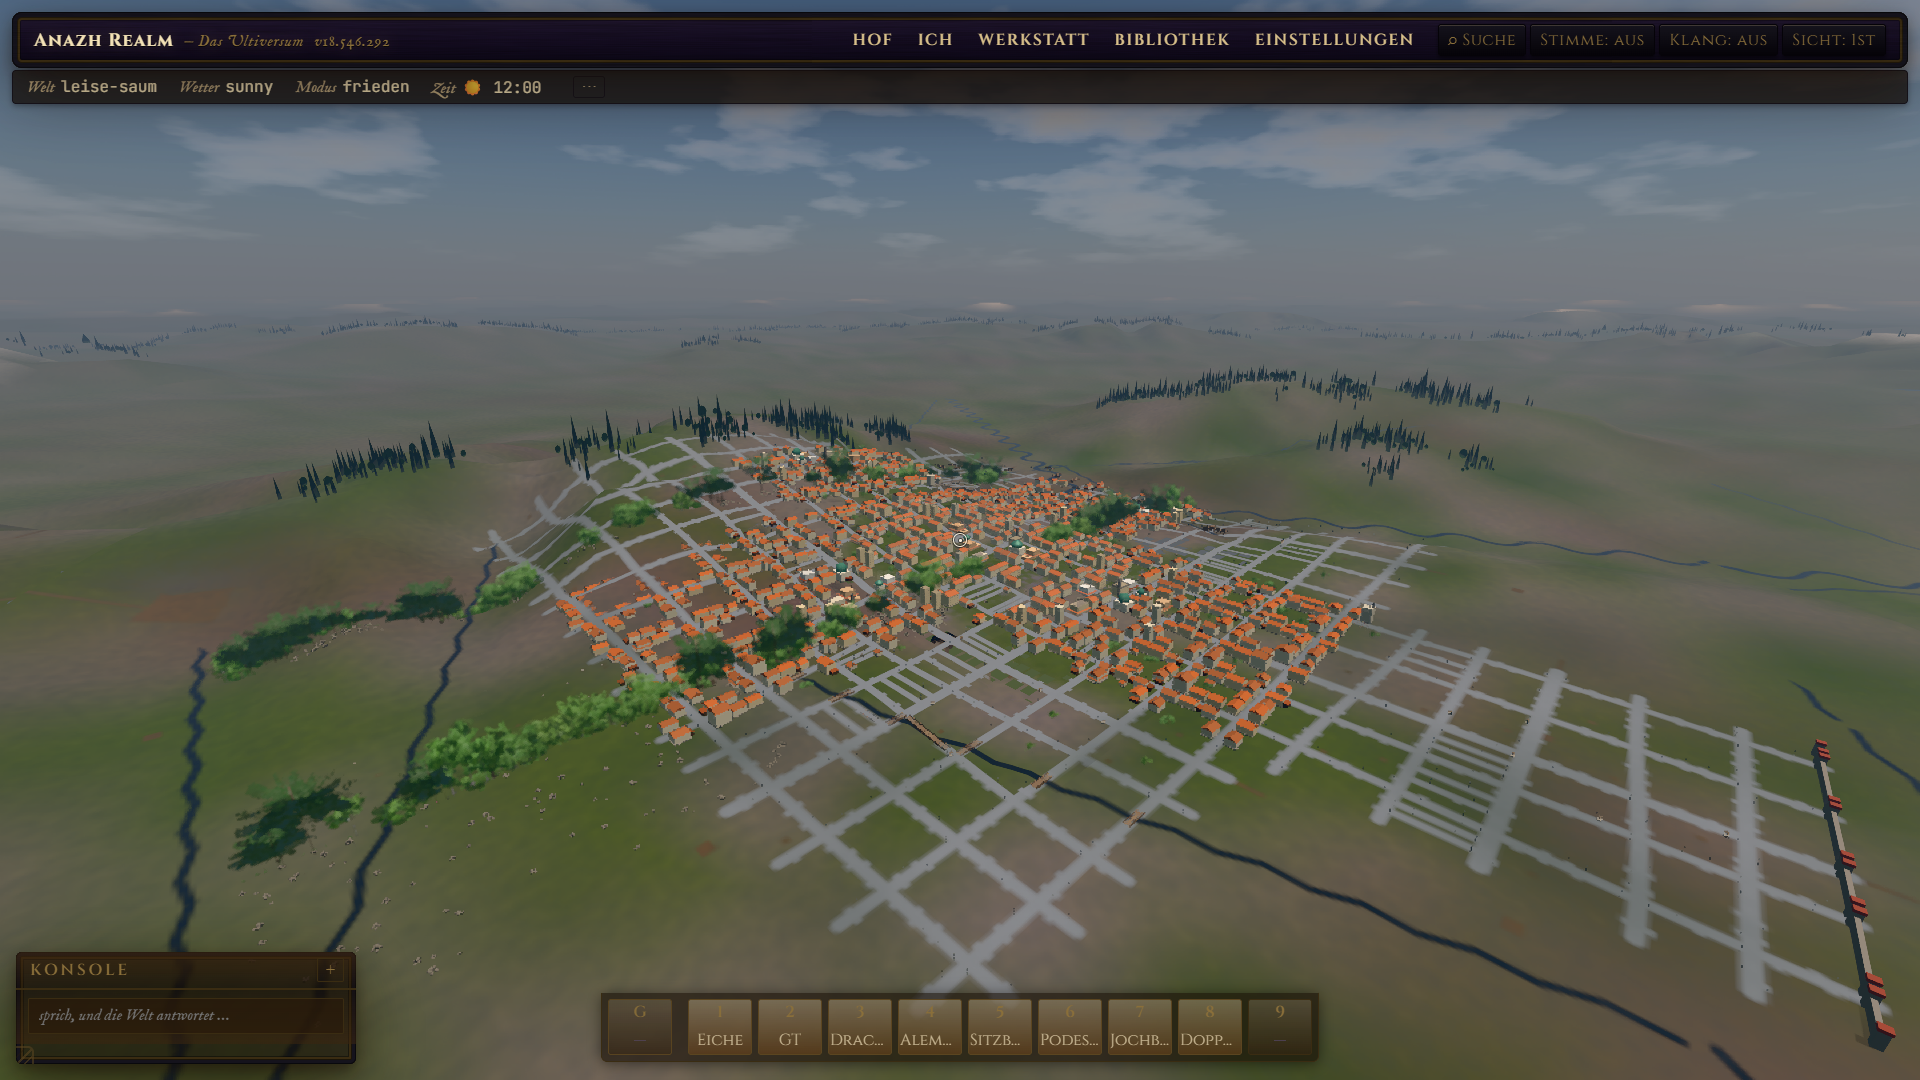 Anazh Realm — Das Ultiversum v18.546.292
HOF ICH WERKSTATT BIBLIOTHEK EINSTELLUNGEN ⌕ SUCHE STIMME: AUS KLANG: AUS SICHT: IST
Welt leise-saum Wetter sunny Modus frieden Zeit 12:00 ...
KONSOLE +
sprich, und die Welt antwortet ...
G 1 2 3 4 5 6 7 8 9
— EICHE GT DRAC... ALEM... SITZB... PODES... JOCHB... DOPP... —